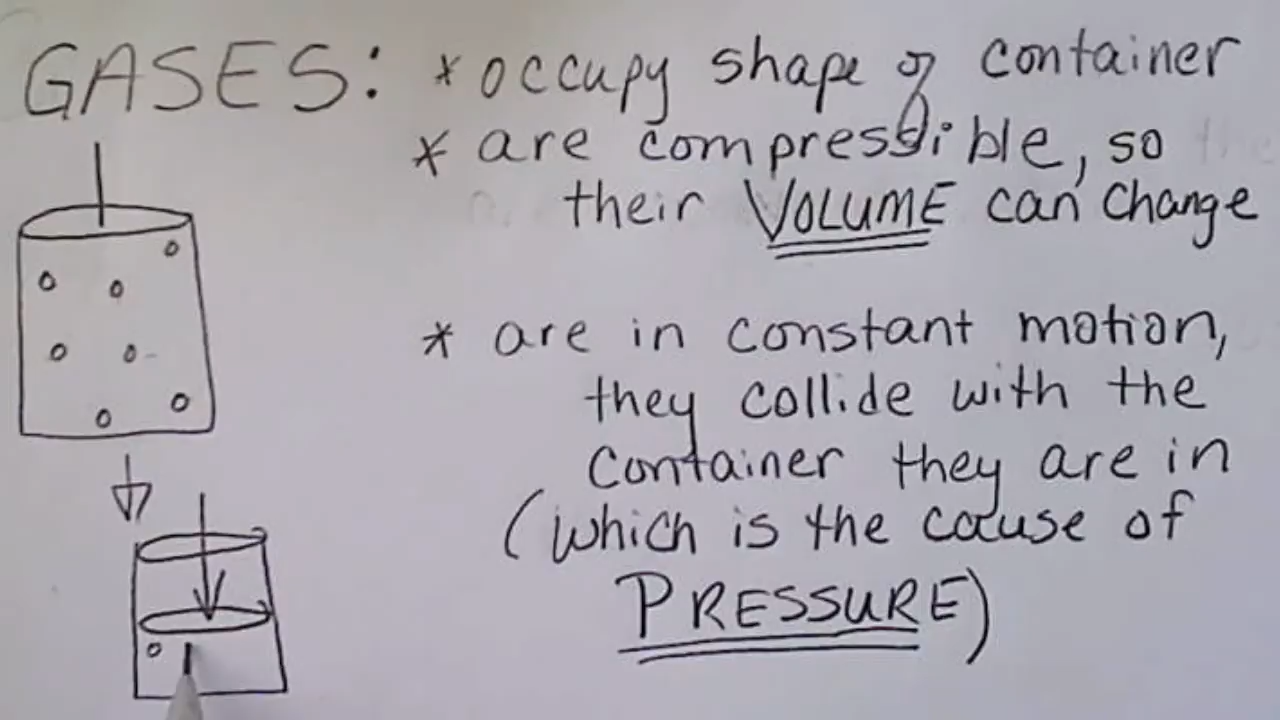 GASES: * occupy shape of container
* are compressible, so
their VOLUME can change
* are in constant motion,
they collide with the
container they are in
(which is the cause of
PRESSURE)